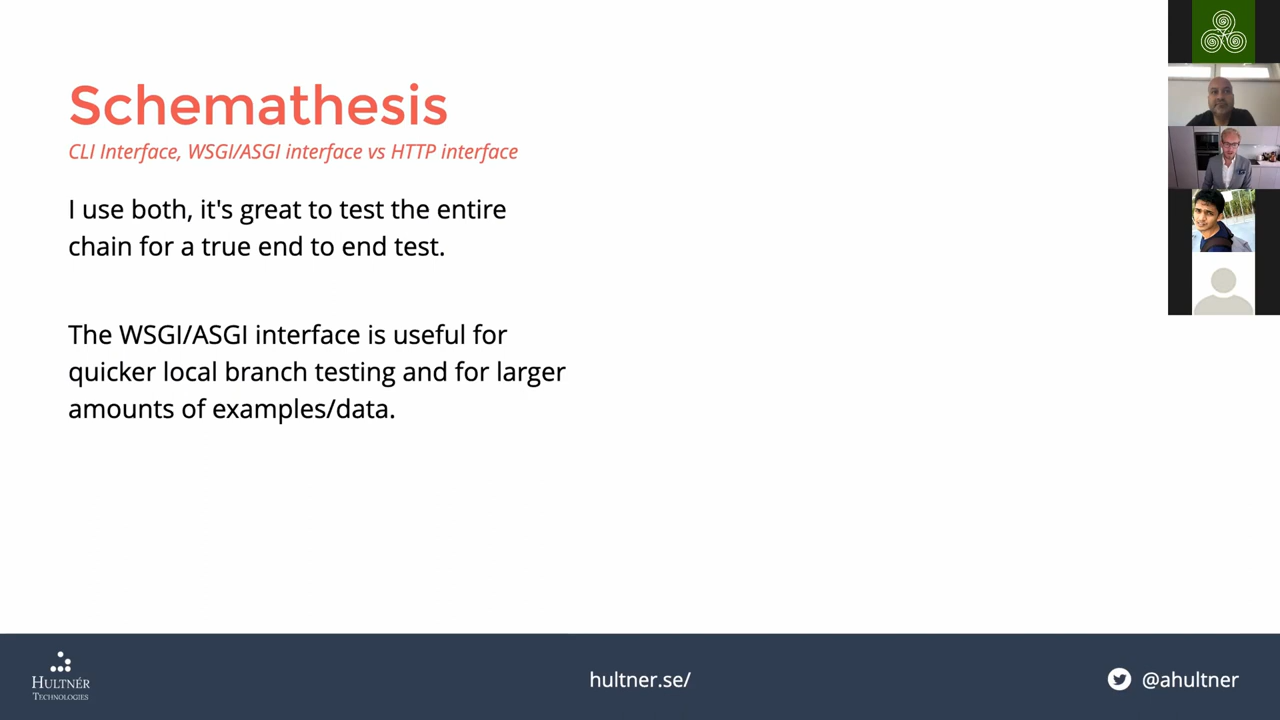 Schemathesis
CLI Interface, WSGI/ASGI interface vs HTTP interface
I use both, it's great to test the entire
chain for a true end to end test.
The WSGI/ASGI interface is useful for
quicker local branch testing and for larger
amounts of examples/data.
HULTNÉR
TECHNOLOGIES
hultner.se/
@ahultner